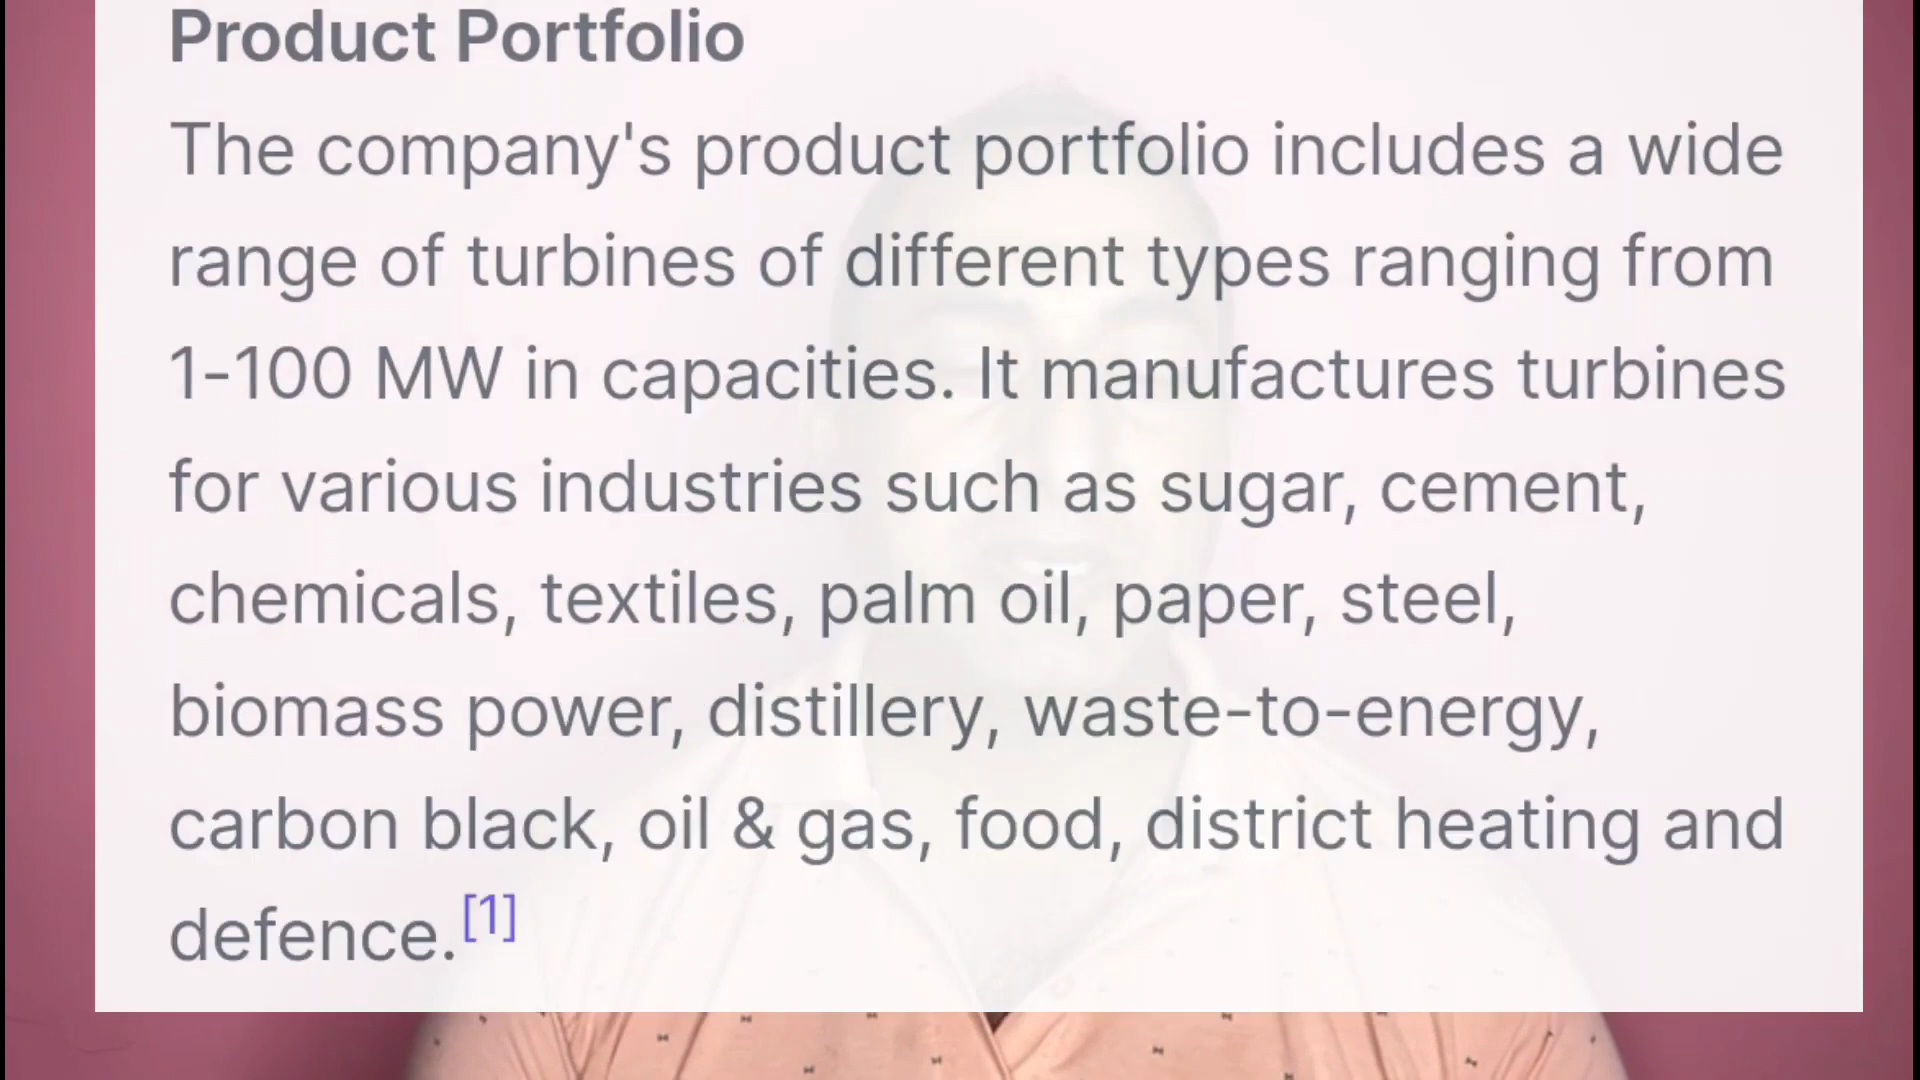 Product Portfolio
The company's product portfolio includes a wide
range of turbines of different types ranging from
1-100 MW in capacities. It manufactures turbines
for various industries such as sugar, cement,
chemicals, textiles, palm oil, paper, steel,
biomass power, distillery, waste-to-energy,
carbon black, oil & gas, food, district heating and
defence.[1]